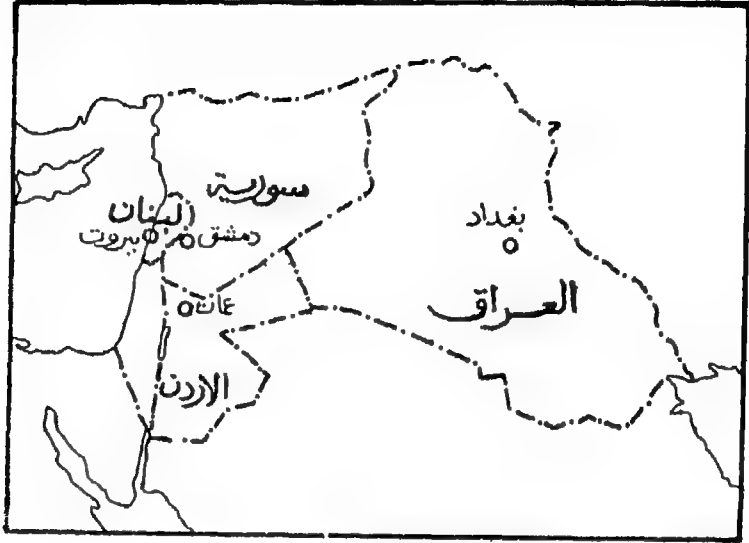 سورية
لبنان
بيروت
دمشق
بغداد
العراق
عمان
الاردن